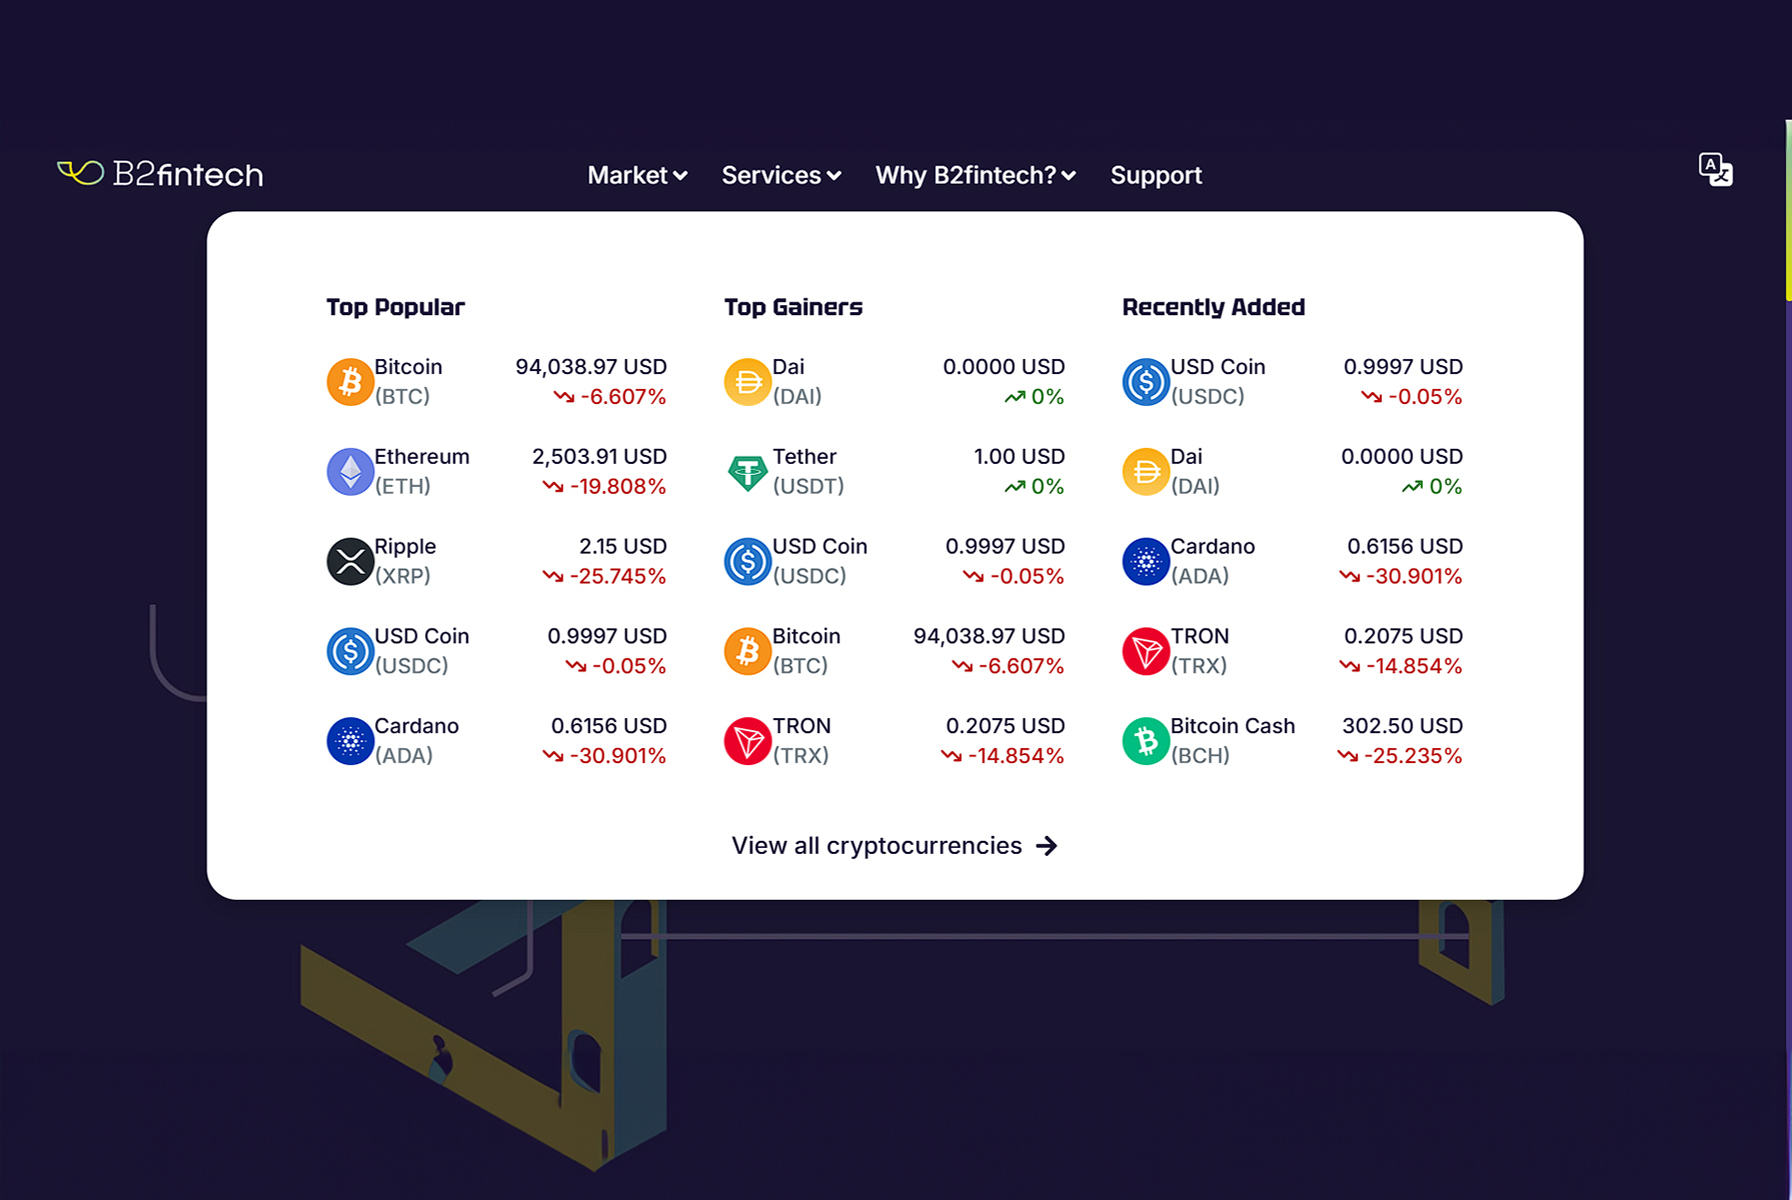 B2fintech
Market Services Why B2fintech? Support
Top Popular
Bitcoin 94,038.97 USD
(BTC) -6.607%
Ethereum 2,503.91 USD
(ETH) -19.808%
Ripple 2.15 USD
(XRP) -25.745%
USD Coin 0.9997 USD
(USDC) -0.05%
Cardano 0.6156 USD
(ADA) -30.901%
Top Gainers
Dai 0.0000 USD
(DAI) 0%
Tether 1.00 USD
(USDT) 0%
USD Coin 0.9997 USD
(USDC) -0.05%
Bitcoin 94,038.97 USD
(BTC) -6.607%
TRON 0.2075 USD
(TRX) -14.854%
Recently Added
USD Coin 0.9997 USD
(USDC) -0.05%
Dai 0.0000 USD
(DAI) 0%
Cardano 0.6156 USD
(ADA) -30.901%
TRON 0.2075 USD
(TRX) -14.854%
Bitcoin Cash 302.50 USD
(BCH) -25.235%
View all cryptocurrencies